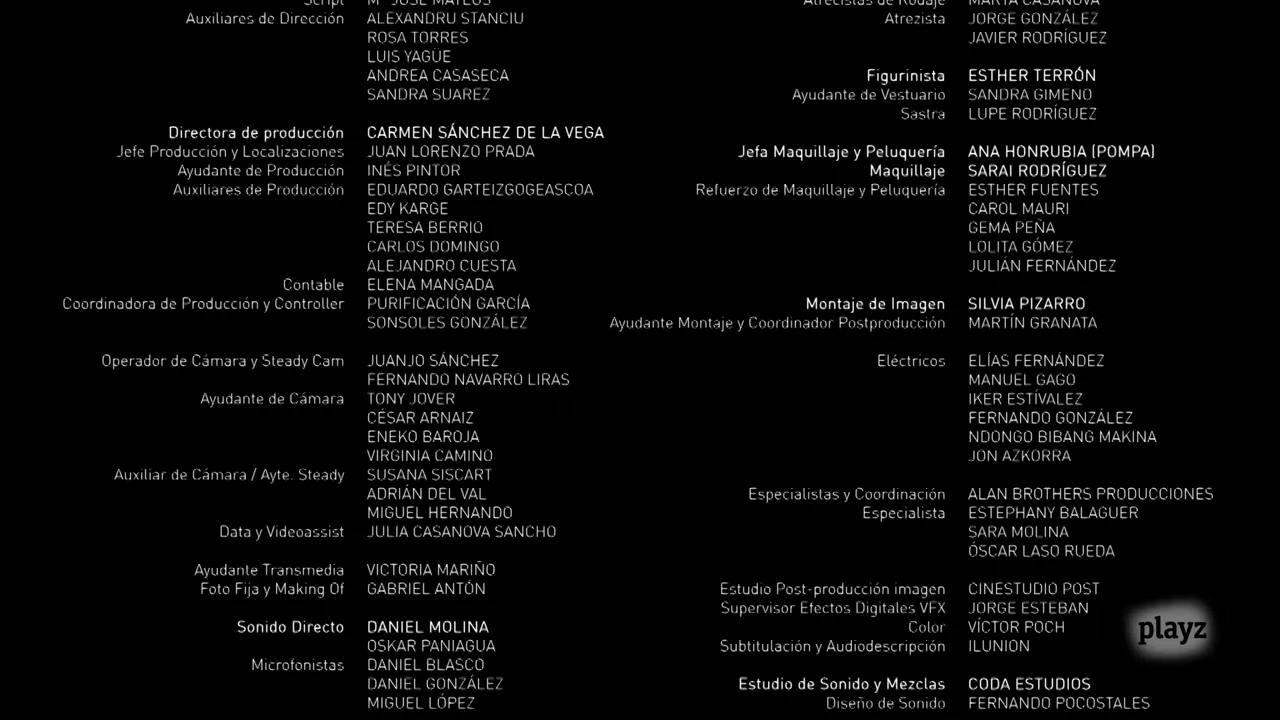 Script Mª JOSÉ MATEOS
Auxiliares de Dirección ALEXANDRU STANCIU
ROSA TORRES
LUIS YAGÜE
ANDREA CASASECA
SANDRA SUAREZ
Directora de producción CARMEN SÁNCHEZ DE LA VEGA
Jefe Producción y Localizaciones JUAN LORENZO PRADA
Ayudante de Producción INÉS PINTOR
Auxiliares de Producción EDUARDO GARTEIZGOGEASCOA
EDY KARGE
TERESA BERRIO
CARLOS DOMINGO
ALEJANDRO CUESTA
Contable ELENA MANGADA
Coordinadora de Producción y Controller PURIFICACIÓN GARCÍA
SONSOLES GONZÁLEZ
Operador de Cámara y Steady Cam JUANJO SÁNCHEZ
FERNANDO NAVARRO LIRAS
Ayudante de Cámara TONY JOVER
CÉSAR ARNAIZ
ENEKO BAROJA
VIRGINIA CAMINO
Auxiliar de Cámara / Ayte. Steady SUSANA SISCART
ADRIÁN DEL VAL
MIGUEL HERNANDO
Data y Videoassist JULIA CASANOVA SANCHO
Ayudante Transmedia VICTORIA MARIÑO
Foto Fija y Making Of GABRIEL ANTÓN
Sonido Directo DANIEL MOLINA
OSKAR PANIAGUA
Microfonistas DANIEL BLASCO
DANIEL GONZÁLEZ
MIGUEL LÓPEZ
Atrecistas de Rodaje MARTA CASANOVA
Atrezista JORGE GONZÁLEZ
JAVIER RODRÍGUEZ
Figurinista ESTHER TERRÓN
Ayudante de Vestuario SANDRA GIMENO
Sastra LUPE RODRÍGUEZ
Jefa Maquillaje y Peluquería ANA HONRUBIA (POMPA)
Maquillaje SARAI RODRÍGUEZ
Refuerzo de Maquillaje y Peluquería ESTHER FUENTES
CAROL MAURI
GEMA PEÑA
LOLITA GÓMEZ
JULIÁN FERNÁNDEZ
Montaje de Imagen SILVIA PIZARRO
Ayudante Montaje y Coordinador Postproducción MARTÍN GRANATA
Eléctricos ELÍAS FERNÁNDEZ
MANUEL GAGO
IKER ESTÍVALEZ
FERNANDO GONZÁLEZ
NDONGO BIBANG MAKINA
JON AZKORRA
Especialistas y Coordinación ALAN BROTHERS PRODUCCIONES
Especialista ESTEPHANY BALAGUER
SARA MOLINA
ÓSCAR LASO RUEDA
Estudio Post-producción imagen CINESTUDIO POST
Supervisor Efectos Digitales VFX JORGE ESTEBAN
Color VÍCTOR POCH
Subtitulación y Audiodescripción ILUNION
Estudio de Sonido y Mezclas CODA ESTUDIOS
Diseño de Sonido FERNANDO POCOSTALES
playz